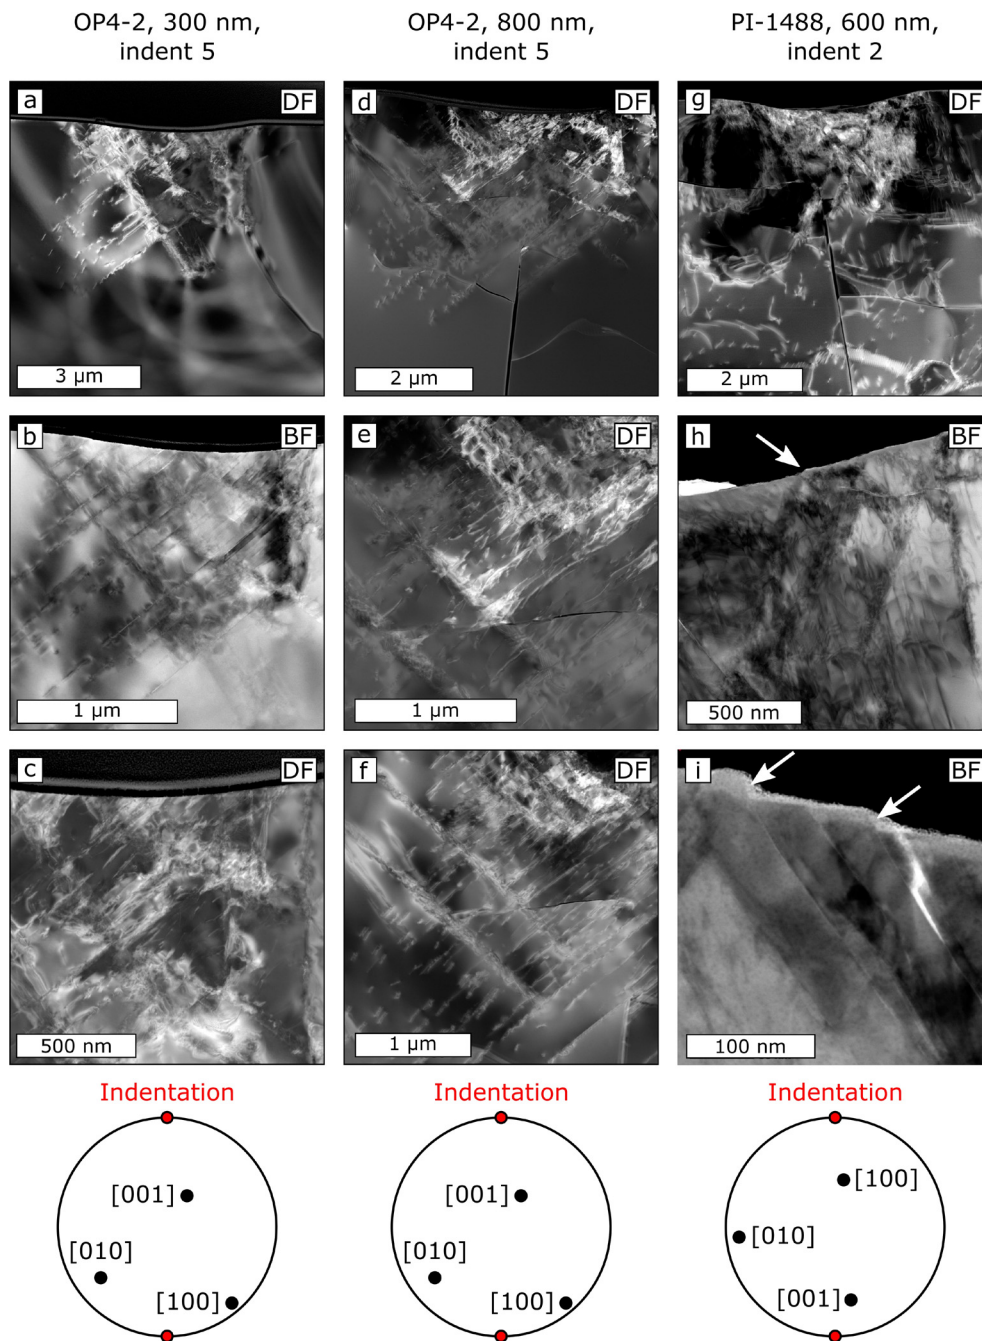 OP4-2, 300 nm,
indent 5
OP4-2, 800 nm,
indent 5
PI-1488, 600 nm,
indent 2
a
DF
3 µm
d
DF
2 µm
g
DF
2 µm
b
BF
1 µm
e
DF
1 µm
h
BF
500 nm
c
DF
500 nm
f
DF
1 µm
i
BF
100 nm
Indentation
[001]
[010]
[100]
Indentation
[001]
[010]
[100]
Indentation
[100]
[010]
[001]